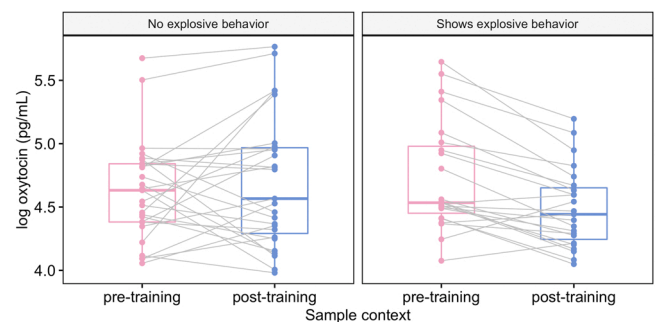 No explosive behavior
Shows explosive behavior
log oxytocin (pg/mL)
5.5
5.0
4.5
4.0
pre-training
post-training
pre-training
post-training
Sample context